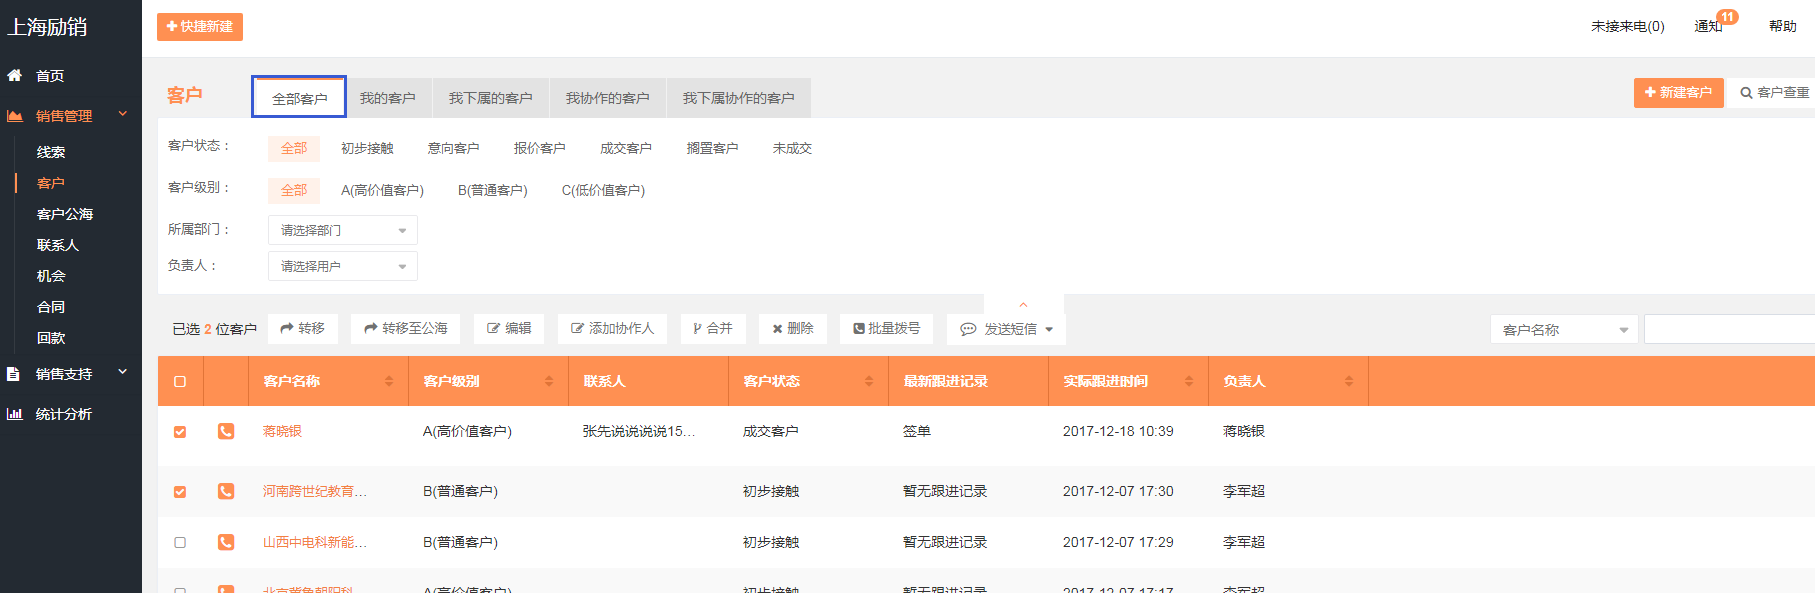 上海励销
快捷新建
未接来电(0) 通知 11 帮助
首页
销售管理
线索
客户
客户公海
联系人
机会
合同
回款
销售支持
统计分析
客户 全部客户 我的客户 我下属的客户 我协作的客户 我下属协作的客户 新建客户 客户查重
客户状态： 全部 初步接触 意向客户 报价客户 成交客户 搁置客户 未成交
客户级别： 全部 A(高价值客户) B(普通客户) C(低价值客户)
所属部门： 请选择部门
负责人： 请选择用户
已选 2 位客户 转移 转移至公海 编辑 添加协作人 合并 删除 批量拨号 发送短信 客户名称
客户名称 客户级别 联系人 客户状态 最新跟进记录 实际跟进时间 负责人
蒋晓银 A(高价值客户) 张先说说说说15... 成交客户 签单 2017-12-18 10:39 蒋晓银
河南跨世纪教育... B(普通客户) 初步接触 暂无跟进记录 2017-12-07 17:30 李军超
山西中电科新能... B(普通客户) 初步接触 暂无跟进记录 2017-12-07 17:29 李军超
A(高价值客户) 初步接触 暂无跟进记录 2017-12-07 17:17 李军超